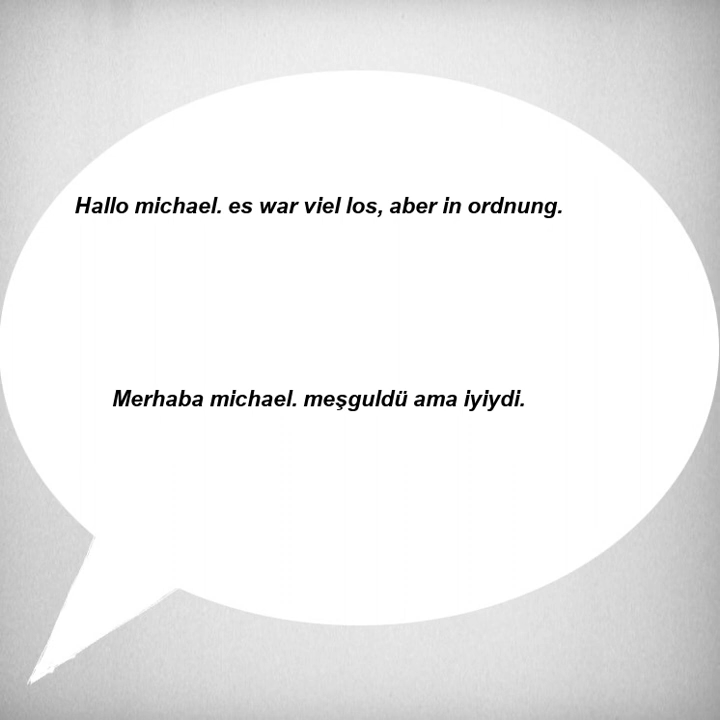 Hallo michael. es war viel los, aber in ordnung.
Merhaba michael. meşguldü ama iyiydi.